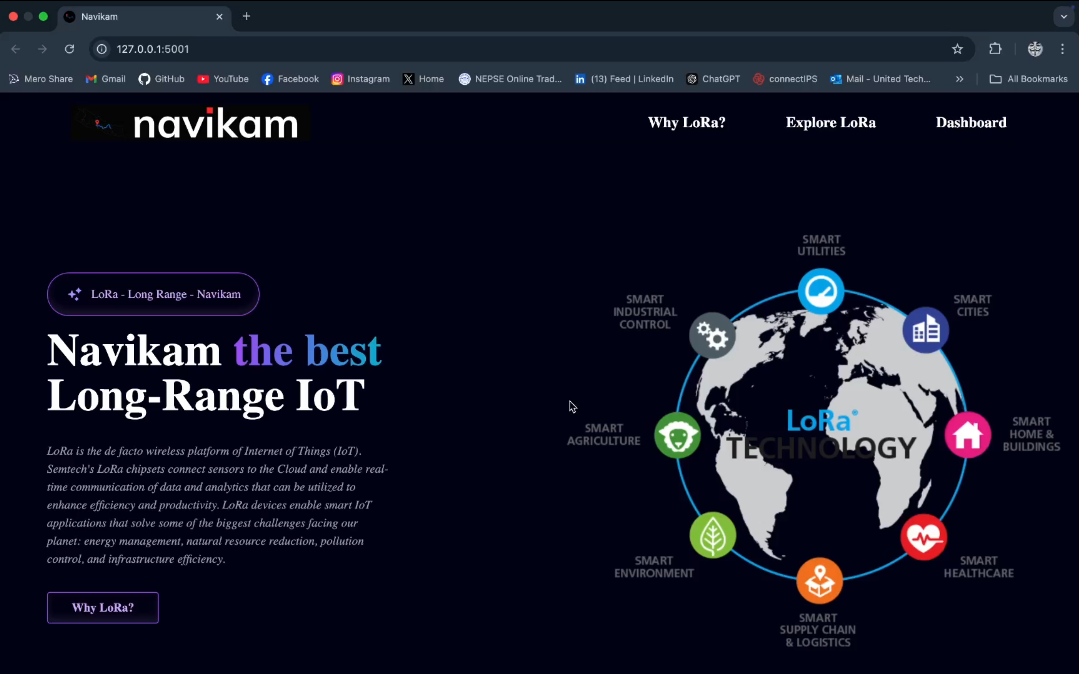 Navikam
127.0.0.1:5001
Mero Share
Gmail
GitHub
YouTube
Facebook
Instagram
Home
NEPSE Online Trad...
(13) Feed | LinkedIn
ChatGPT
connectIPS
Mail - United Tech...
»
All Bookmarks
navikam
Why LoRa?
Explore LoRa
Dashboard
LoRa - Long Range - Navikam
Navikam the best
Long-Range IoT
LoRa is the de facto wireless platform of Internet of Things (IoT).
Semtech's LoRa chipsets connect sensors to the Cloud and enable real-
time communication of data and analytics that can be utilized to
enhance efficiency and productivity. LoRa devices enable smart IoT
applications that solve some of the biggest challenges facing our
planet: energy management, natural resource reduction, pollution
control, and infrastructure efficiency.
Why LoRa?
SMART
UTILITIES
SMART
INDUSTRIAL
CONTROL
SMART
CITIES
SMART
AGRICULTURE
LoRa®
TECHNOLOGY
SMART
HOME &
BUILDINGS
SMART
ENVIRONMENT
SMART
HEALTHCARE
SMART
SUPPLY CHAIN
& LOGISTICS